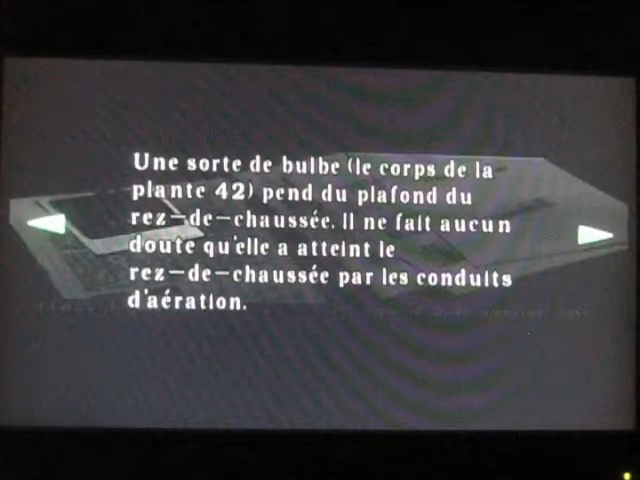 Une sorte de bulbe (le corps de la
plante 42) pend du plafond du
rez-de-chaussée. Il ne fait aucun
doute qu'elle a atteint le
rez-de-chaussée par les conduits
d'aération.